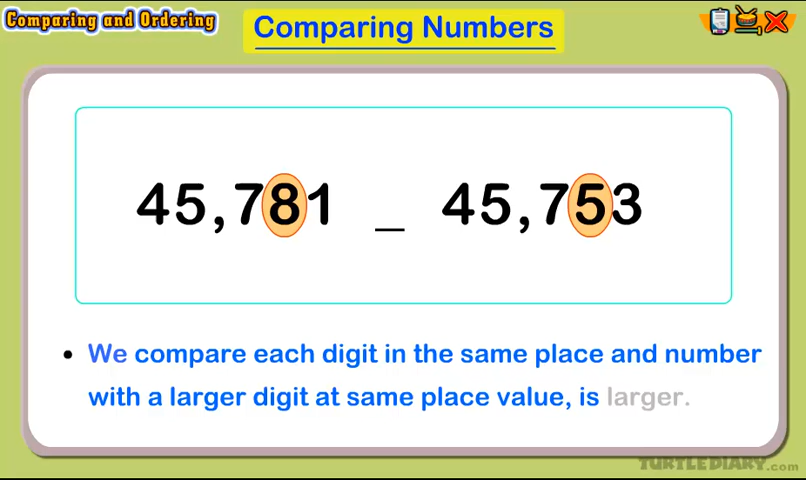 Comparing and Ordering
Comparing Numbers
45,781 _ 45,753
• We compare each digit in the same place and number
with a larger digit at same place value, is larger.
TURTLEDIARY.com